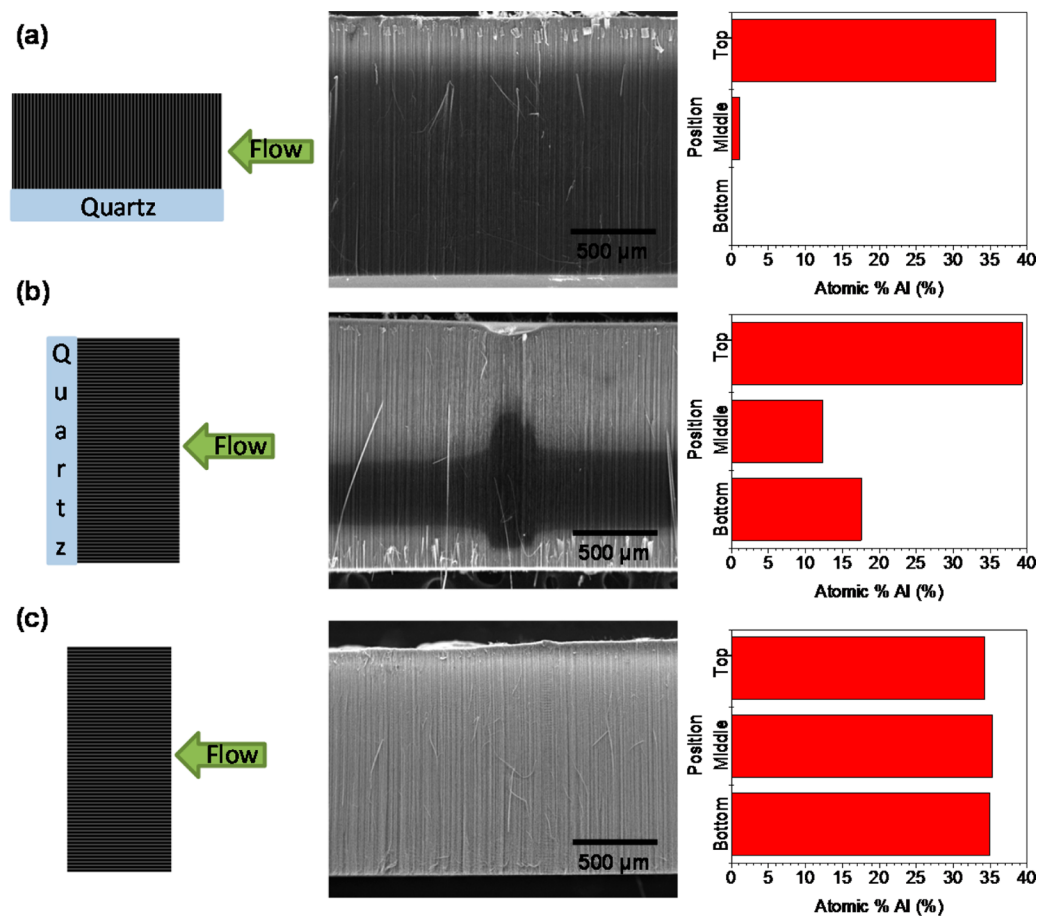 (a)
Flow
Quartz
500 µm
Top
Middle
Bottom
Position
0 5 10 15 20 25 30 35 40
Atomic % Al (%)
(b)
Quartz
Flow
500 µm
Top
Middle
Bottom
Position
0 5 10 15 20 25 30 35 40
Atomic % Al (%)
(c)
Flow
500 µm
Top
Middle
Bottom
Position
0 5 10 15 20 25 30 35 40
Atomic % Al (%)